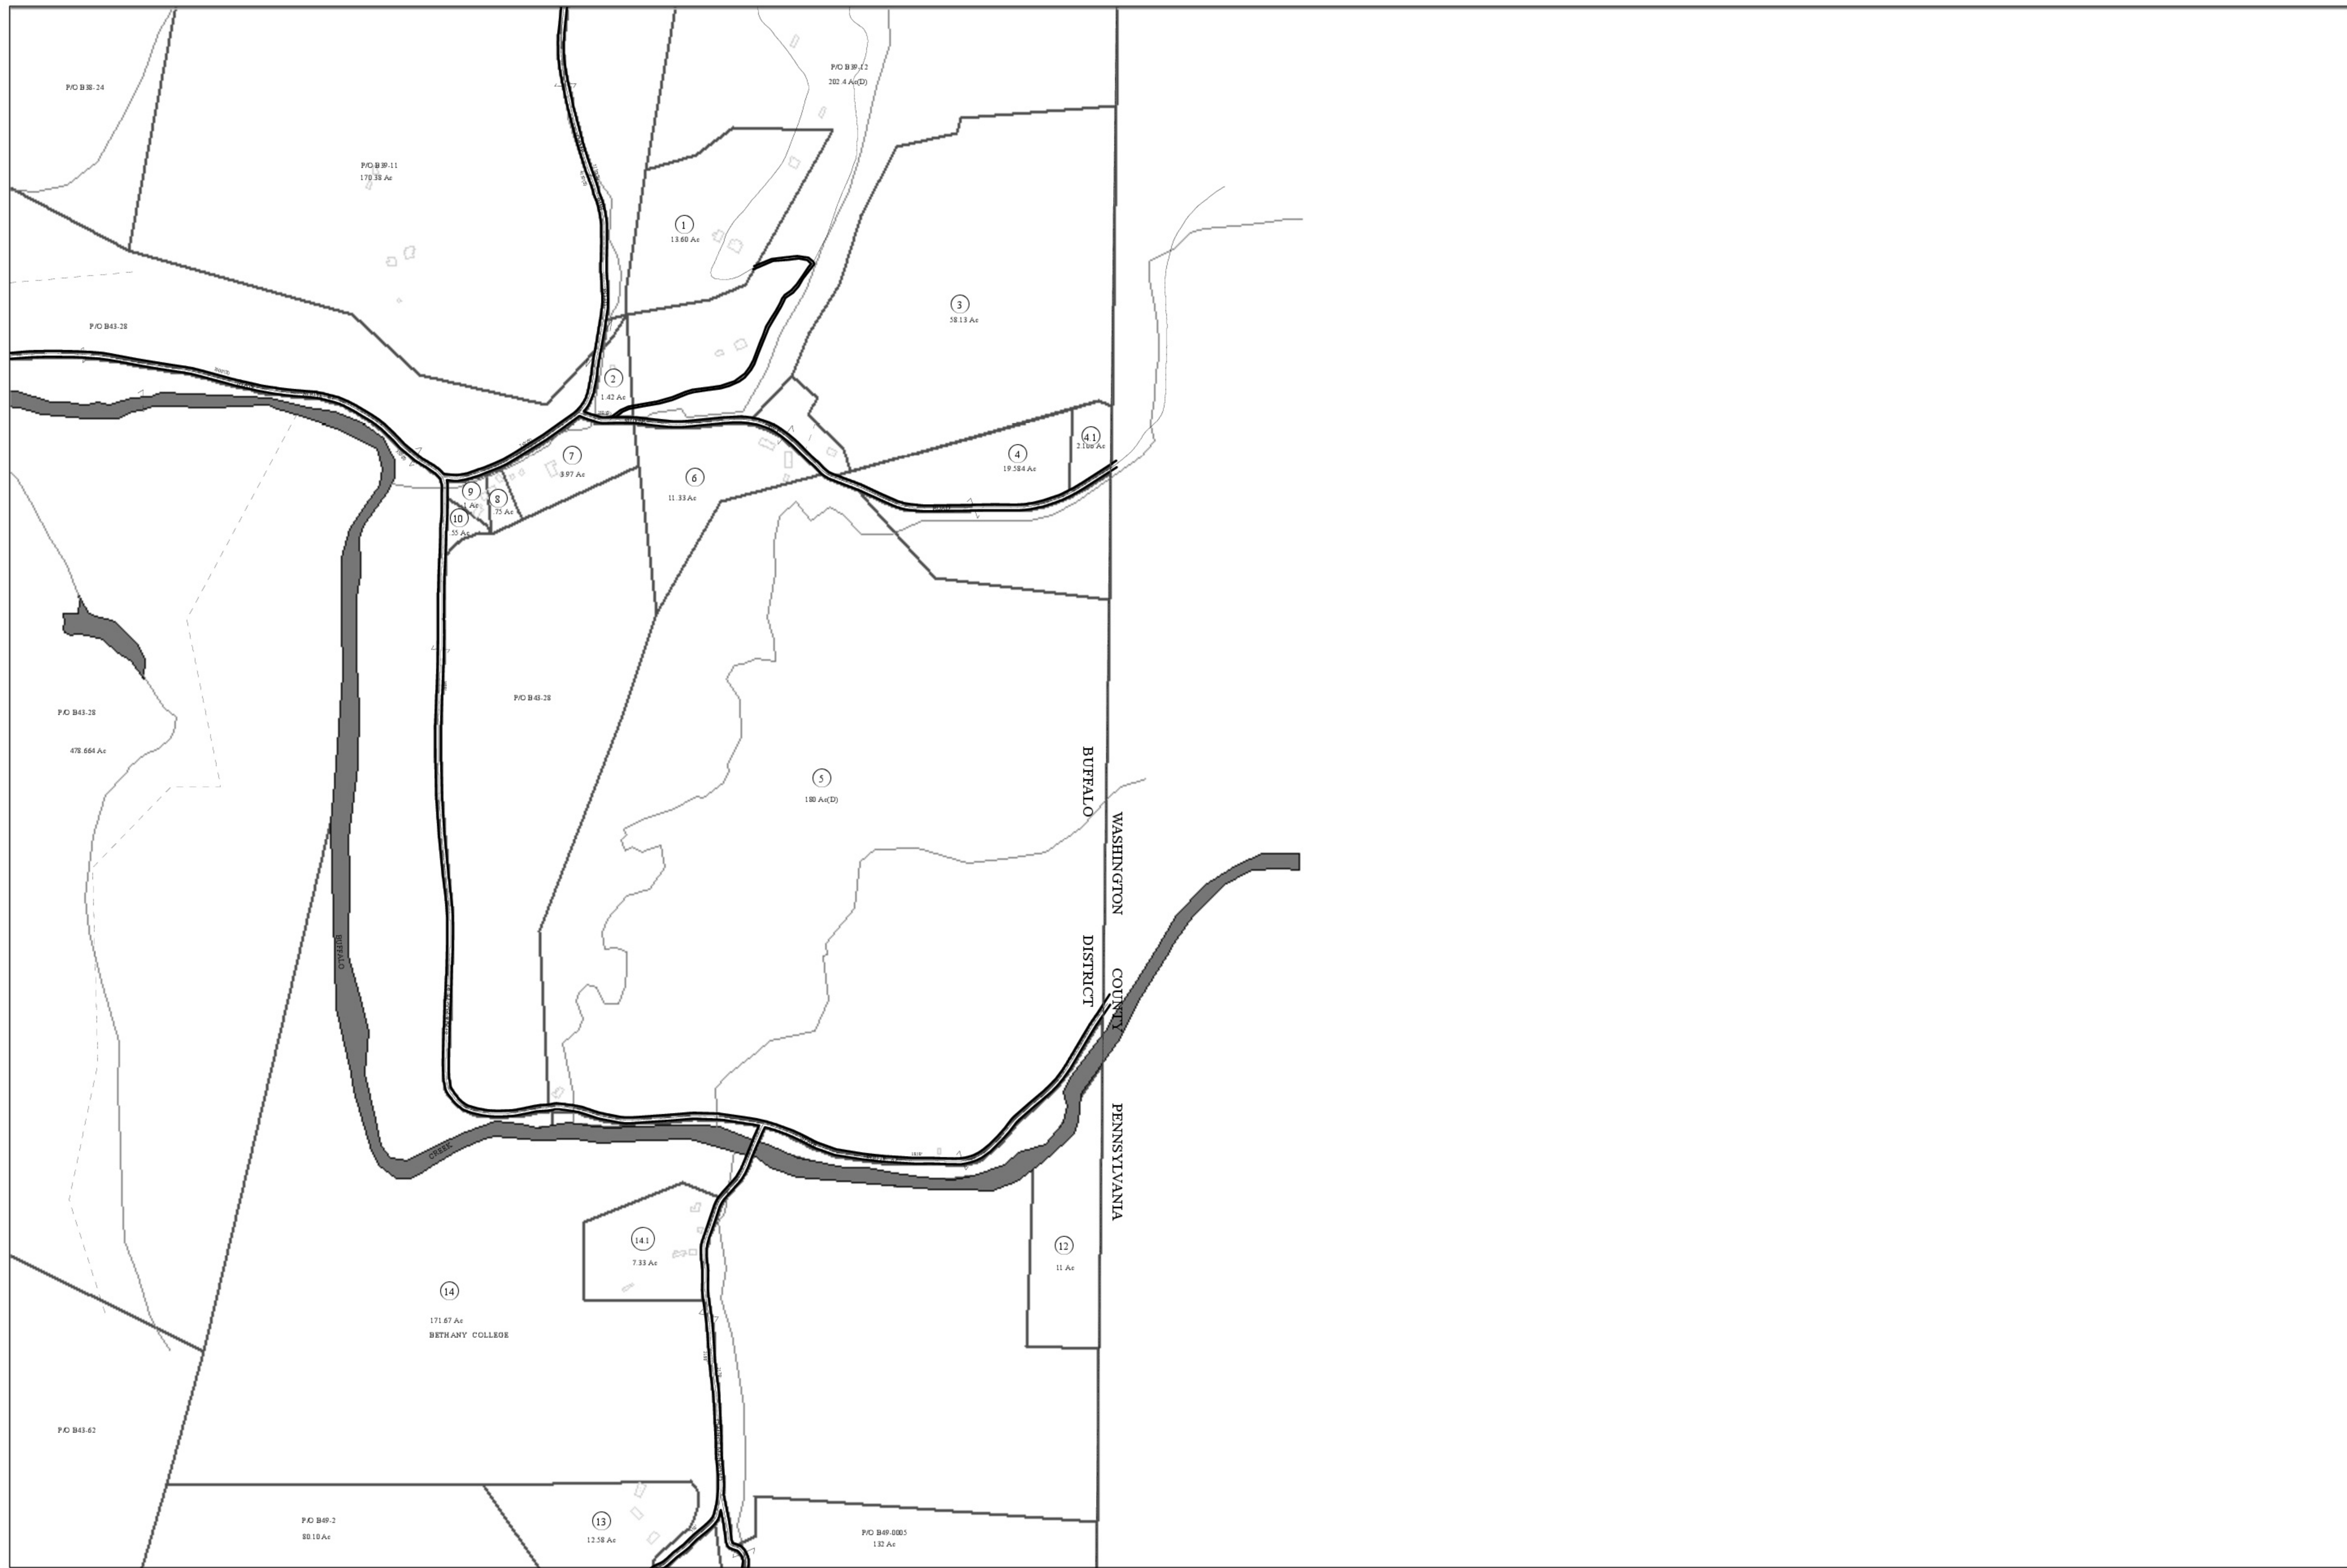 P/O B38-24
P/O B39-12
202.4 Ac(D)
P/O B39-11
170.38 Ac
1
13.60 Ac
3
58.13 Ac
P/O B43-28
2
1.42 Ac
4
19.584 Ac
4.1
2.106 Ac
7
3.97 Ac
6
11.33 Ac
9
1 Ac
8
.75 Ac
10
.55 Ac
P/O B43-28
P/O B43-28
478.664 Ac
5
180 Ac(D)
BUFFALO
DISTRICT
WASHINGTON
COUNTY
PENNSYLVANIA
BUFFALO
CREEK
14.1
7.33 Ac
12
11 Ac
14
171.67 Ac
BETHANY COLLEGE
P/O B43-62
P/O B49-2
80.10 Ac
13
12.58 Ac
P/O B49-0005
132 Ac